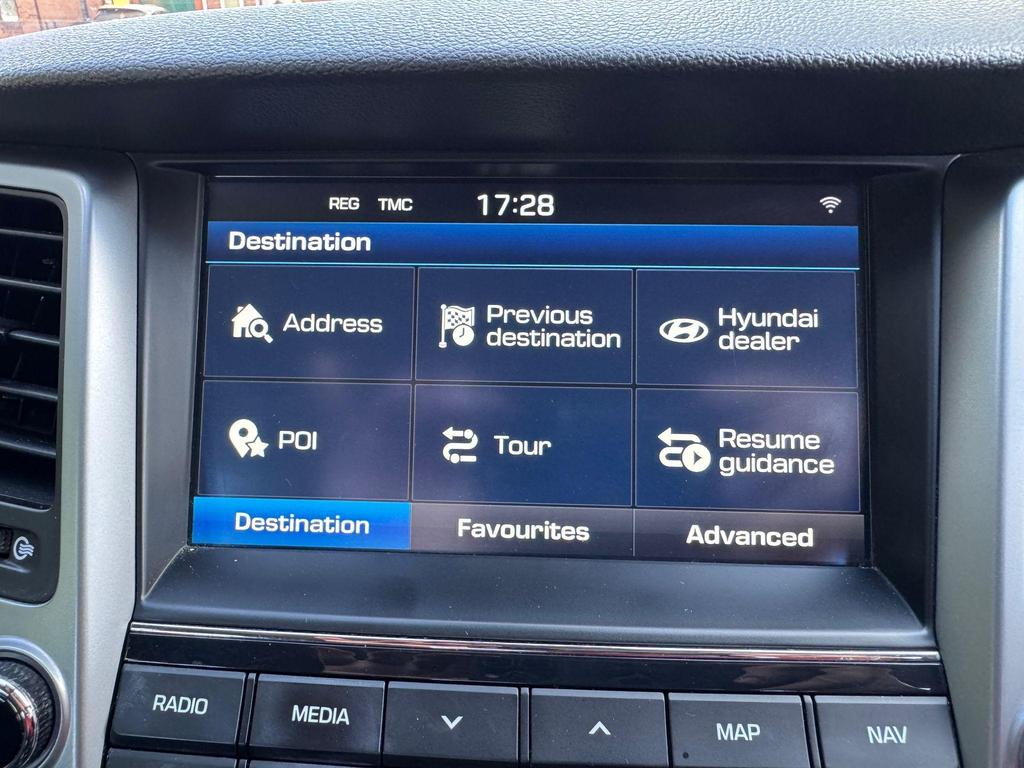 REG TMC 17:28
Destination
Address
Previous
destination
Hyundai
dealer
POI
Tour
Resume
guidance
Destination
Favourites
Advanced
RADIO
MEDIA
MAP
NAV